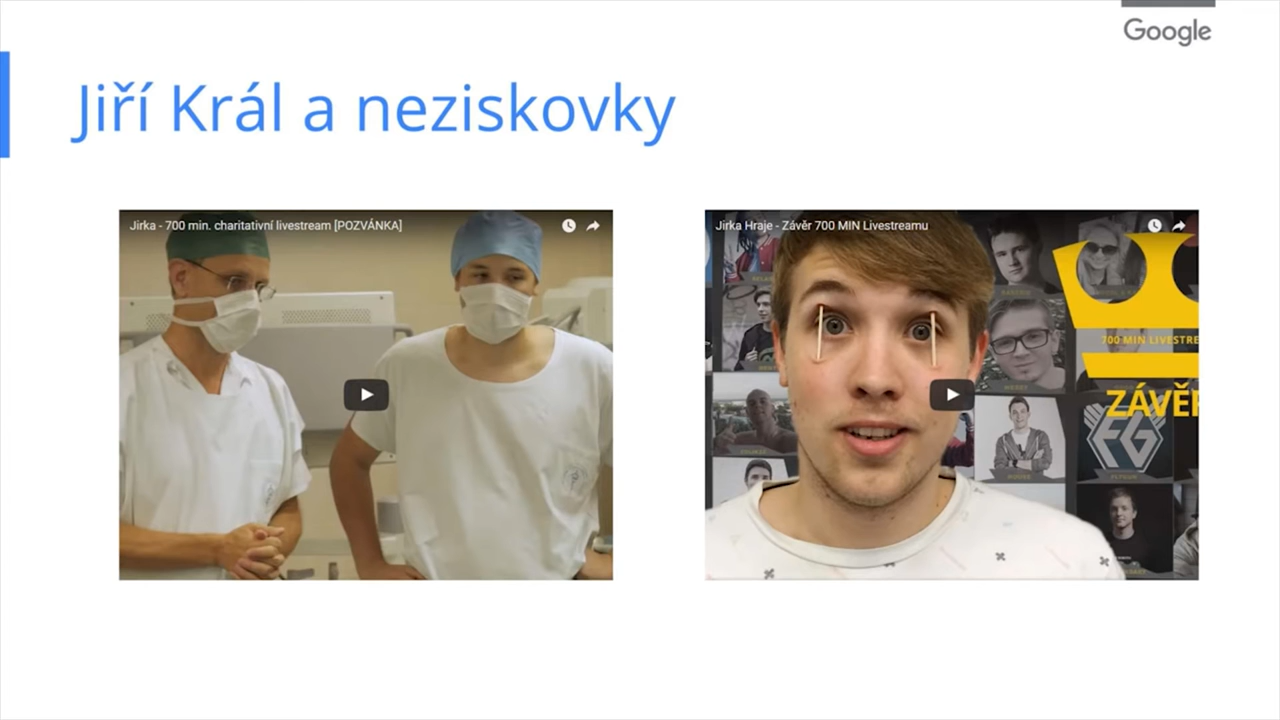 Google
Jiří Král a neziskovky
Jirka - 700 min. charitativní livestream [POZVÁNKA]
Jirka Hraje - Závěr 700 MIN Livestreamu
700 MIN LIVESTRE
ZÁVĚR
FG